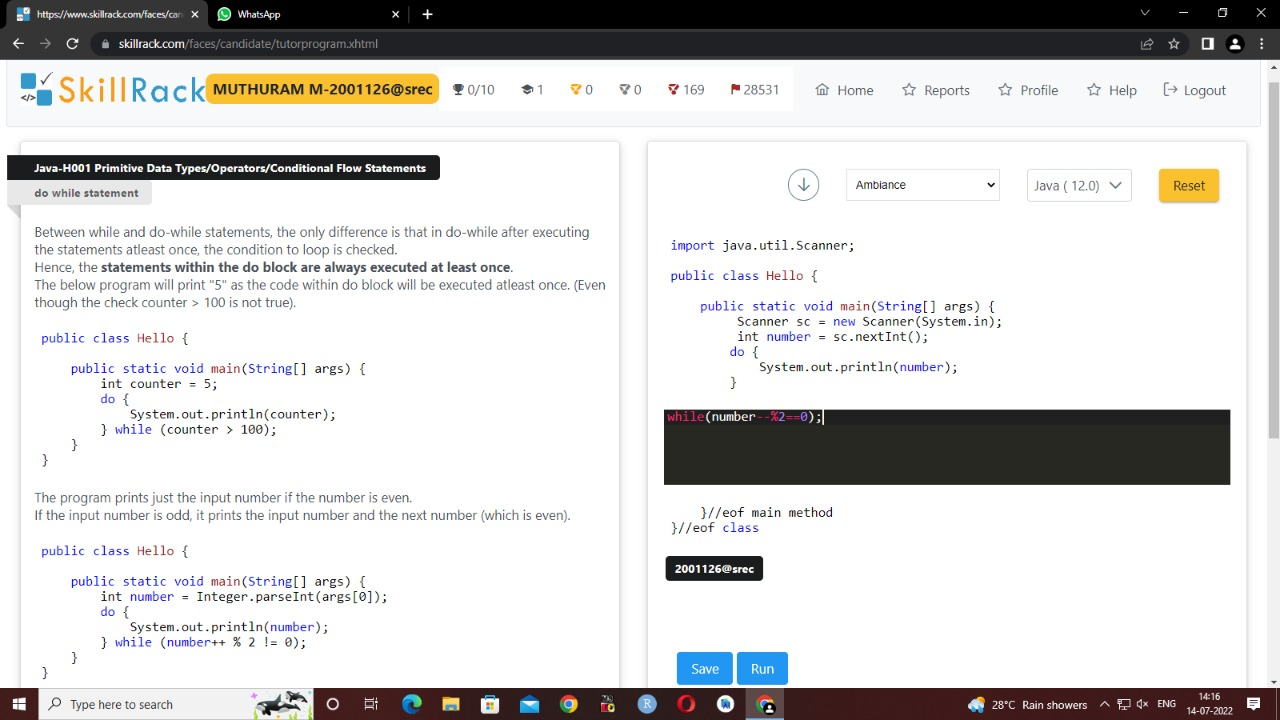 https://www.skillrack.com/faces/can
WhatsApp
skillrack.com/faces/candidate/tutorprogram.xhtml
SkillRack
MUTHURAM M-2001126@srec
0/10
1
0
0
169
28531
Home
Reports
Profile
Help
Logout
Java-H001 Primitive Data Types/Operators/Conditional Flow Statements
do while statement
Between while and do-while statements, the only difference is that in do-while after executing
the statements atleast once, the condition to loop is checked.
Hence, the statements within the do block are always executed at least once.
The below program will print "5" as the code within do block will be executed atleast once. (Even
though the check counter > 100 is not true).
public class Hello {
public static void main(String[] args) {
int counter = 5;
do {
System.out.println(counter);
} while (counter > 100);
}
}
The program prints just the input number if the number is even.
If the input number is odd, it prints the input number and the next number (which is even).
public class Hello {
public static void main(String[] args) {
int number = Integer.parseInt(args[0]);
do {
System.out.println(number);
} while (number++ % 2 != 0);
}
}
Ambiance
Java ( 12.0)
Reset
import java.util.Scanner;
public class Hello {
public static void main(String[] args) {
Scanner sc = new Scanner(System.in);
int number = sc.nextInt();
do {
System.out.println(number);
}
while(number--%2==0);
}//eof main method
}//eof class
2001126@srec
Save
Run
Type here to search
28°C Rain showers
ENG
14:16
14-07-2022